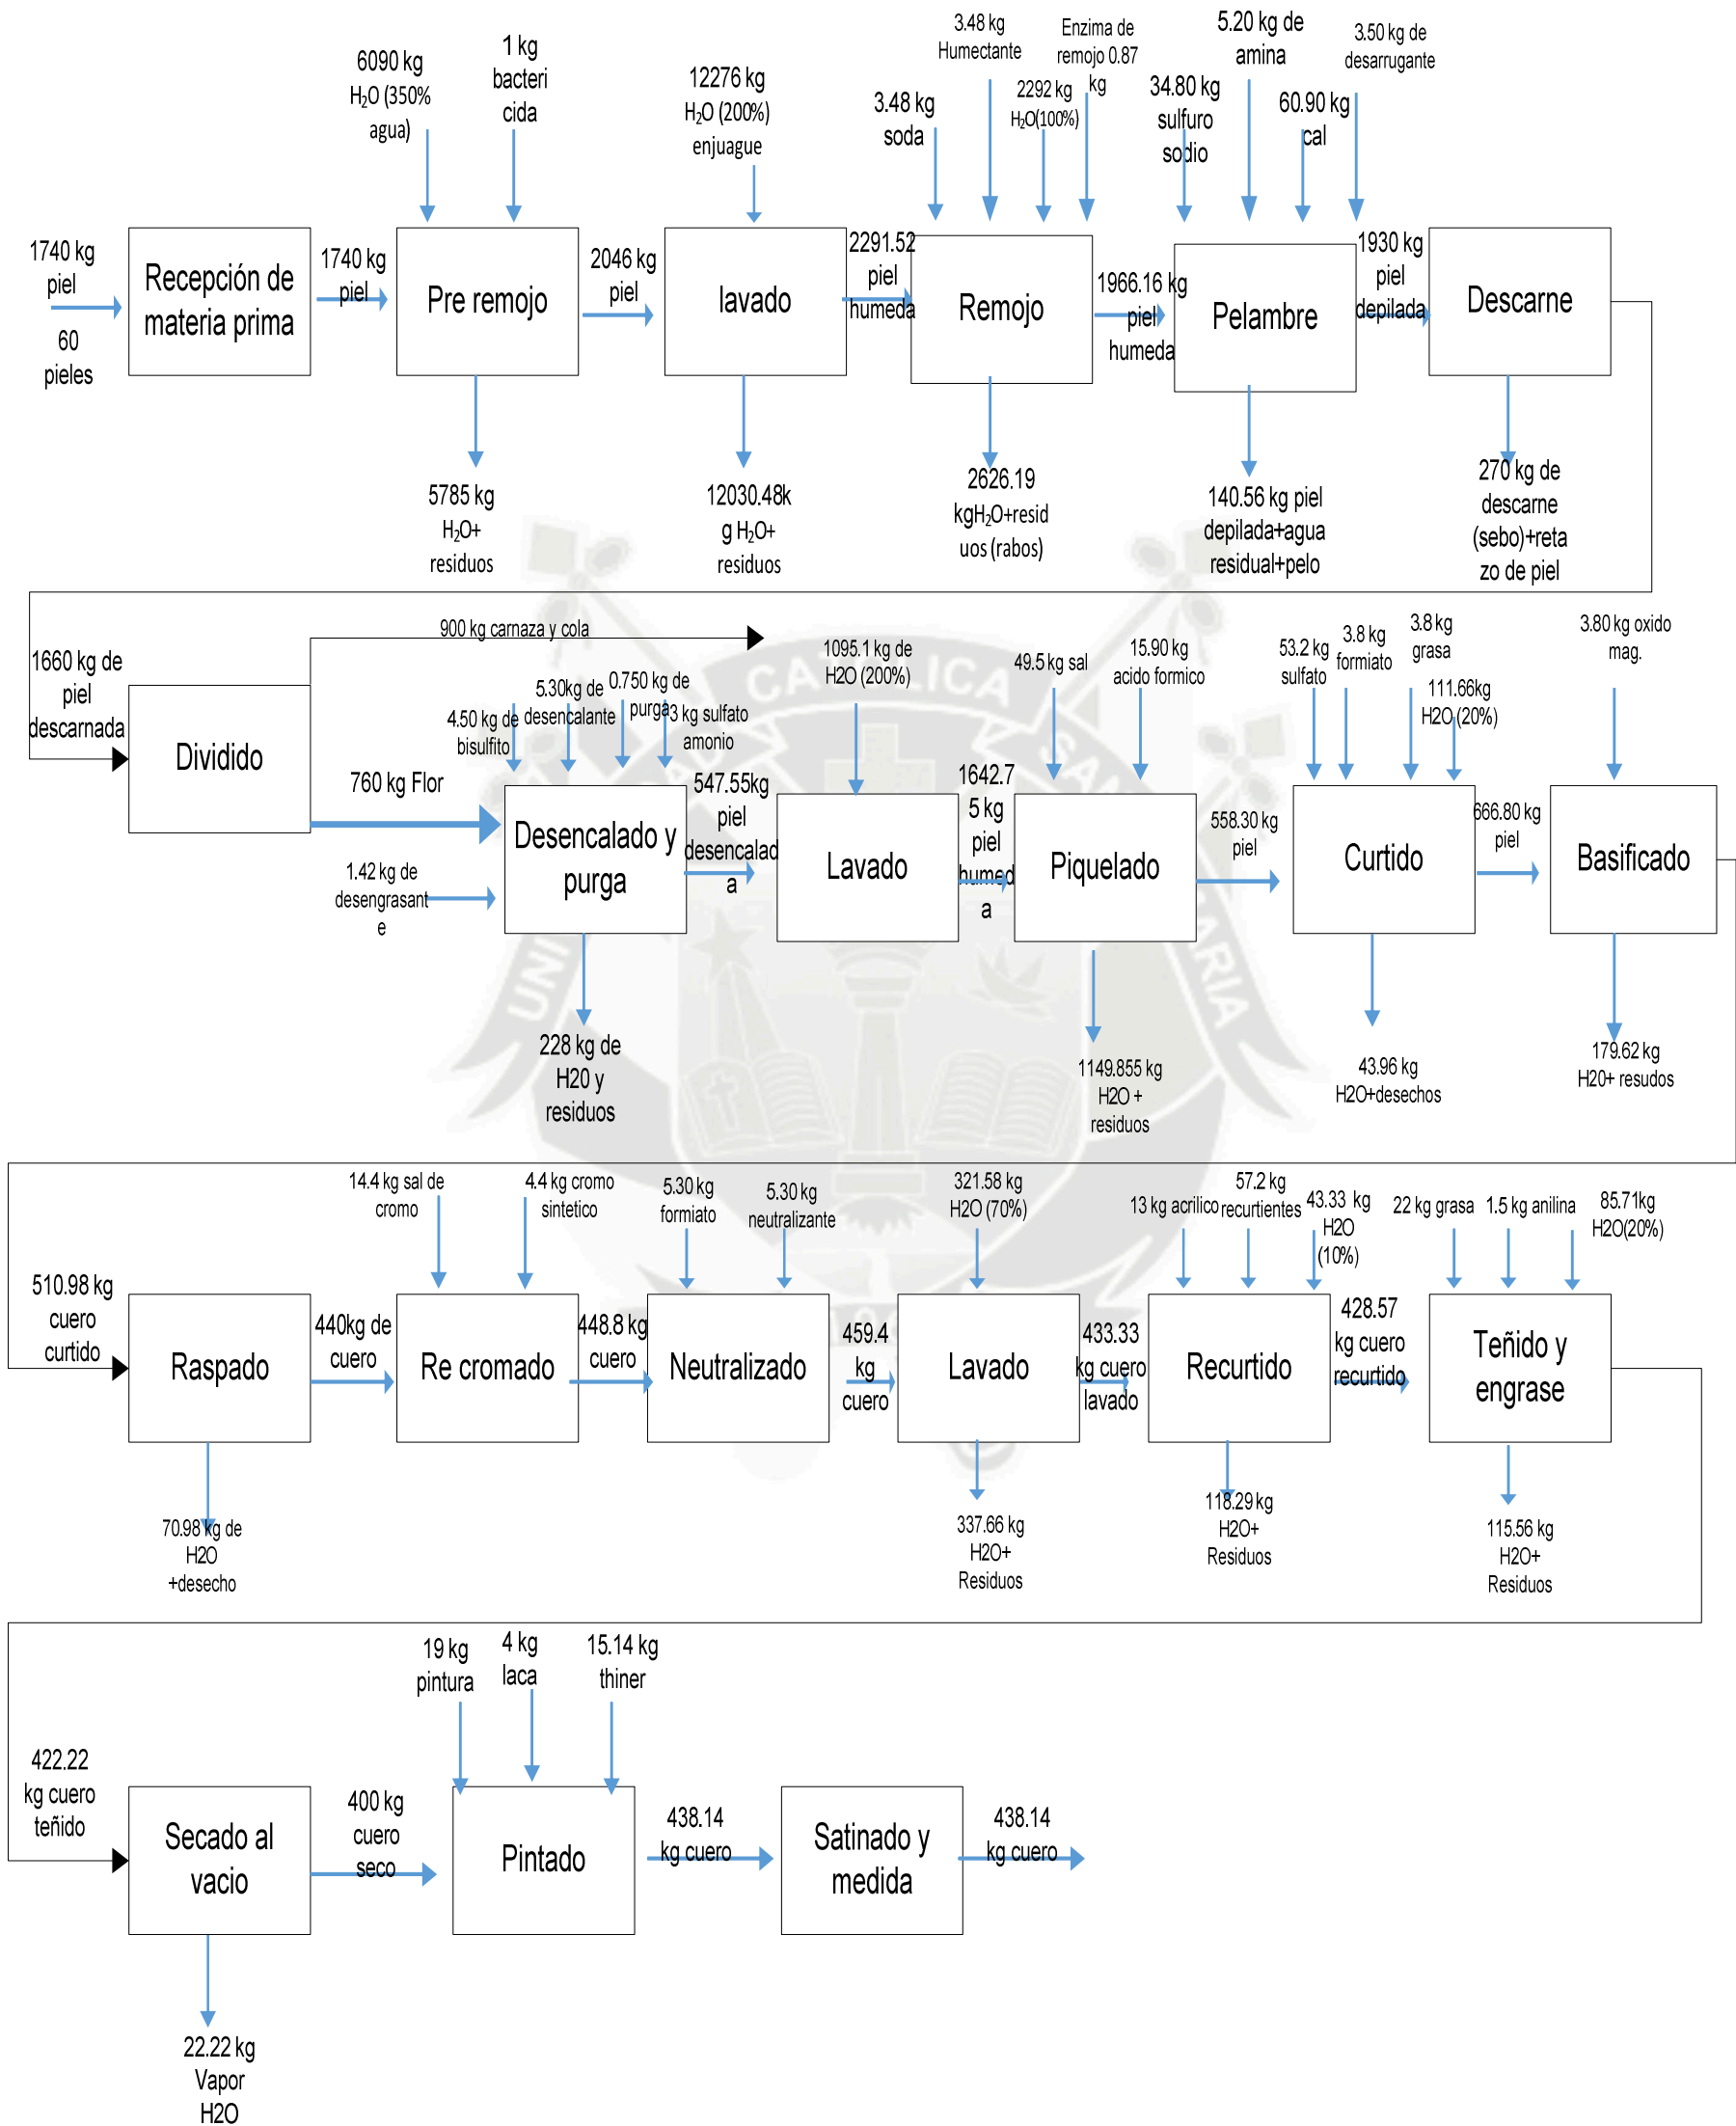 6090 kg
H₂O (350%
agua)
1 kg
bacteri
cida
12276 kg
H₂O (200%)
enjuague
3.48 kg
soda
3.48 kg
Humectante
2292 kg
H₂O(100%)
Enzima de
remojo 0.87
kg
34.80 kg
sulfuro
sodio
5.20 kg de
amina
60.90 kg
cal
3.50 kg de
desarrugante
1740 kg
piel
60
pieles
Recepción de
materia prima
1740 kg
piel
Pre remojo
2046 kg
piel
lavado
2291.52
piel
humeda
Remojo
1966.16 kg
piel
humeda
Pelambre
1930 kg
piel
depilada
Descarne
5785 kg
H₂O+
residuos
12030.48k
g H₂O+
residuos
2626.19
kgH₂O+resid
uos (rabos)
140.56 kg piel
depilada+agua
residual+pelo
270 kg de
descarne
(sebo)+reta
zo de piel
1660 kg de
piel
descarnada
Dividido
900 kg carnaza y cola
760 kg Flor
1.42 kg de
desengrasant
e
4.50 kg de
bisulfito
5.30kg de
desencalante
0.750 kg de
purga
3 kg sulfato
amonio
Desencalado y
purga
547.55kg
piel
desencalad
a
1095.1 kg de
H2O (200%)
Lavado
1642.7
5 kg
piel
humed
a
49.5 kg sal
15.90 kg
acido formico
Piquelado
558.30 kg
piel
53.2 kg
sulfato
3.8 kg
formiato
3.8 kg
grasa
111.66kg
H2O (20%)
Curtido
666.80 kg
piel
3.80 kg oxido
mag.
Basificado
228 kg de
H20 y
residuos
1149.855 kg
H2O +
residuos
43.96 kg
H2O+desechos
179.62 kg
H20+ resudos
UNI
CATOLICA
SAN
MARIA
510.98 kg
cuero
curtido
Raspado
440kg de
cuero
14.4 kg sal de
cromo
4.4 kg cromo
sintetico
Re cromado
448.8 kg
cuero
5.30 kg
formiato
5.30 kg
neutralizante
Neutralizado
459.4
kg
cuero
321.58 kg
H2O (70%)
Lavado
433.33
kg cuero
lavado
13 kg acrilico
57.2 kg
recurtientes
43.33 kg
H2O
(10%)
Recurtido
428.57
kg cuero
recurtido
22 kg grasa
1.5 kg anilina
85.71kg
H2O(20%)
Teñido y
engrase
70.98 kg de
H2O
+desecho
337.66 kg
H2O+
Residuos
118.29 kg
H2O+
Residuos
115.56 kg
H2O+
Residuos
422.22
kg cuero
teñido
Secado al
vacio
400 kg
cuero
seco
19 kg
pintura
4 kg
laca
15.14 kg
thiner
Pintado
438.14
kg cuero
Satinado y
medida
438.14
kg cuero
22.22 kg
Vapor
H2O